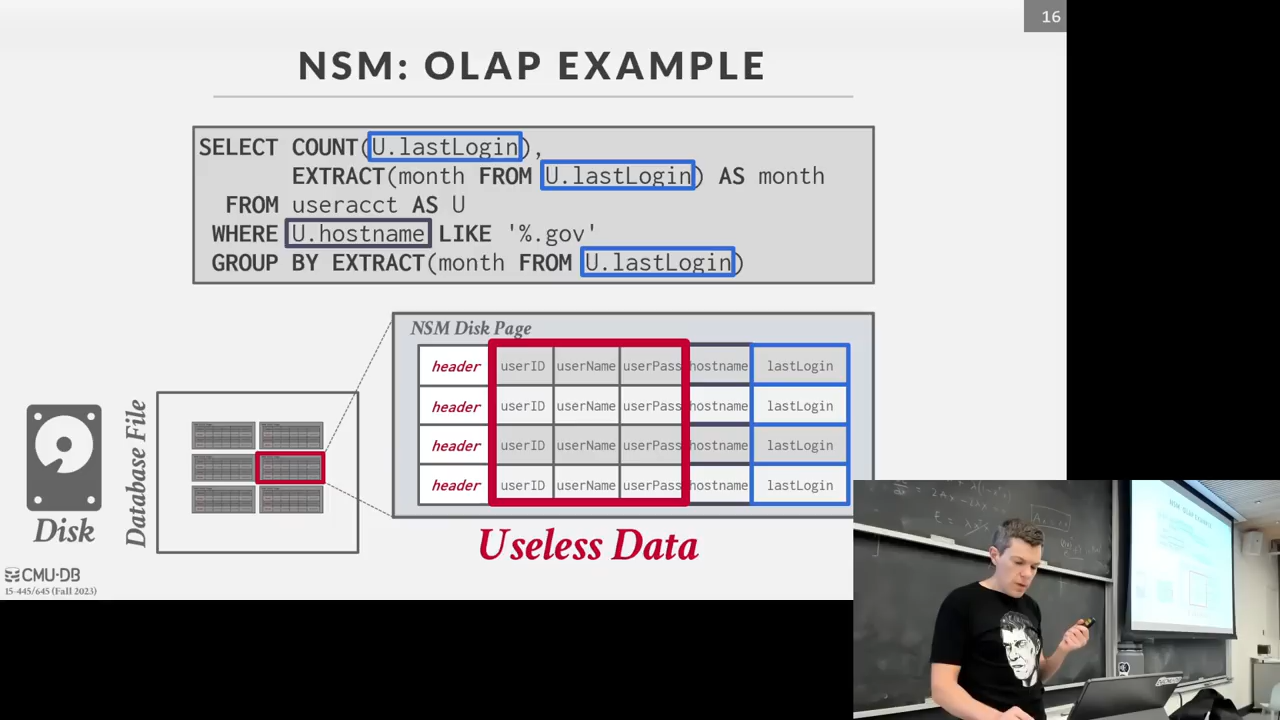 16
NSM: OLAP EXAMPLE
SELECT COUNT(U.lastLogin),
EXTRACT(month FROM U.lastLogin) AS month
FROM useracct AS U
WHERE U.hostname LIKE '%.gov'
GROUP BY EXTRACT(month FROM U.lastLogin)
NSM Disk Page
header userID userName userPass hostname lastLogin
header userID userName userPass hostname lastLogin
header userID userName userPass hostname lastLogin
header userID userName userPass hostname lastLogin
Database File
Disk
Useless Data
CMU·DB
15-445/645 (Fall 2023)
NSM: OLAP EXAMPLE